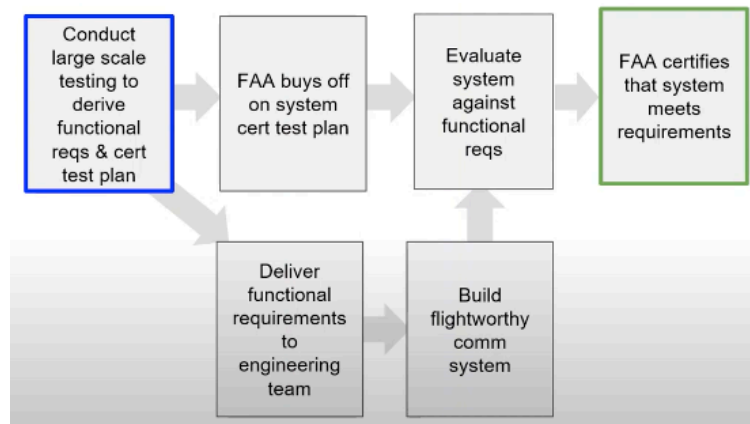 Conduct
large scale
testing to
derive
functional
reqs & cert
test plan
FAA buys off
on system
cert test plan
Evaluate
system
against
functional
reqs
FAA certifies
that system
meets
requirements
Deliver
functional
requirements
to
engineering
team
Build
flightworthy
comm
system